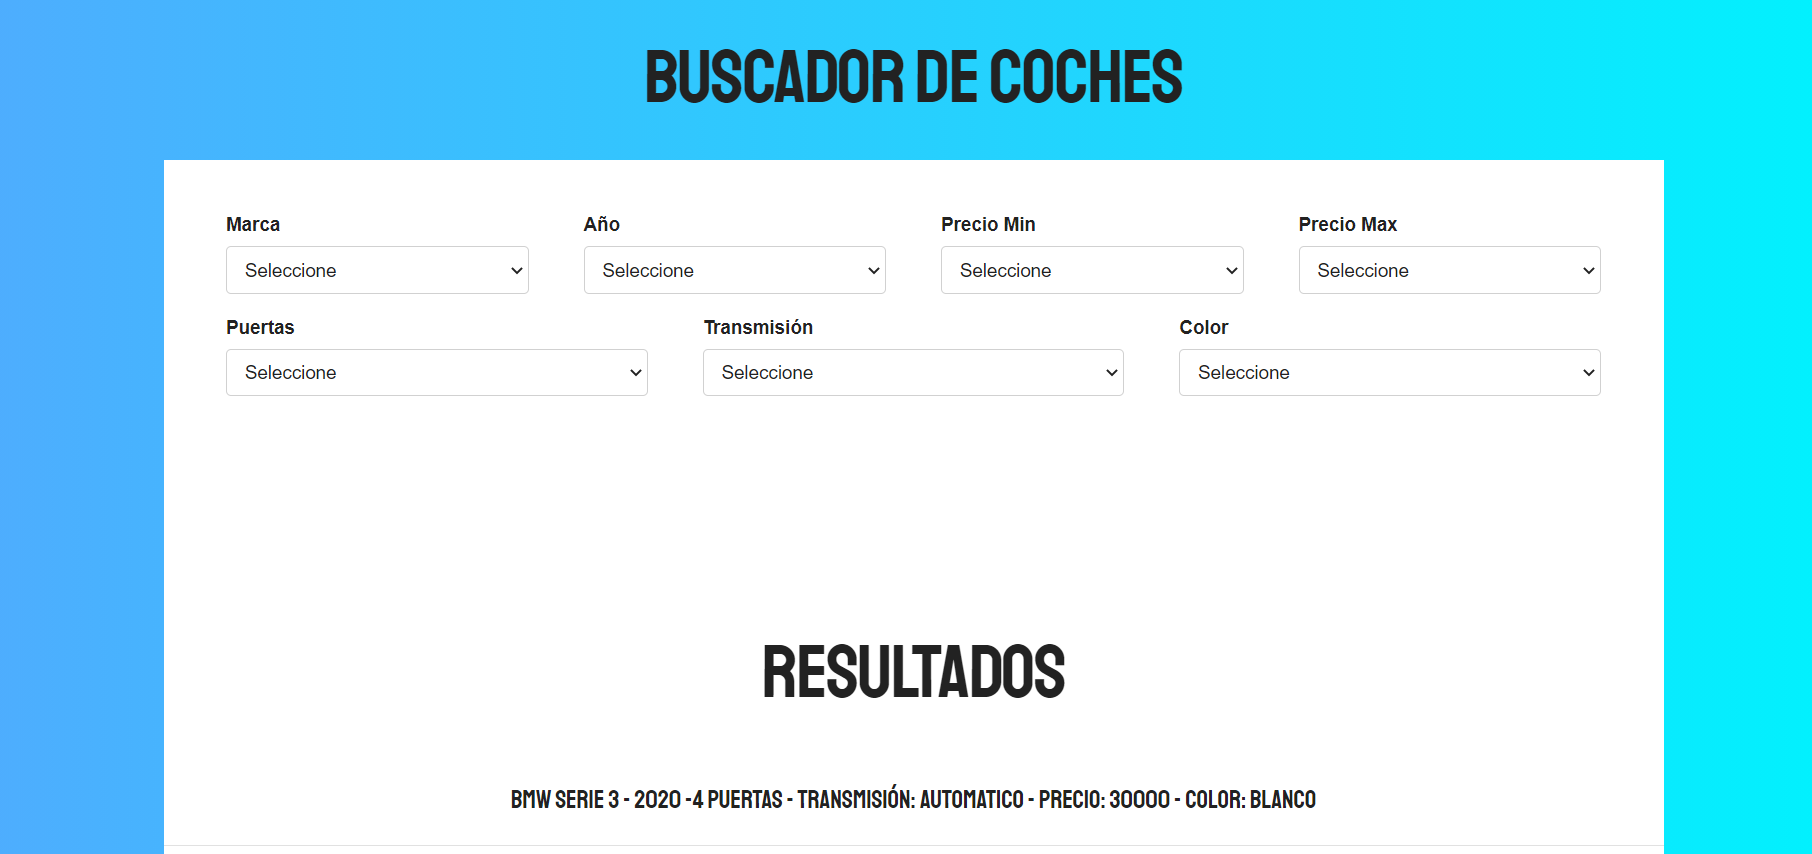 BUSCADOR DE COCHES
Marca Año Precio Min Precio Max
Seleccione Seleccione Seleccione Seleccione
Puertas Transmisión Color
Seleccione Seleccione Seleccione
RESULTADOS
BMW SERIE 3 - 2020 -4 PUERTAS - TRANSMISIÓN: AUTOMATICO - PRECIO: 30000 - COLOR: BLANCO